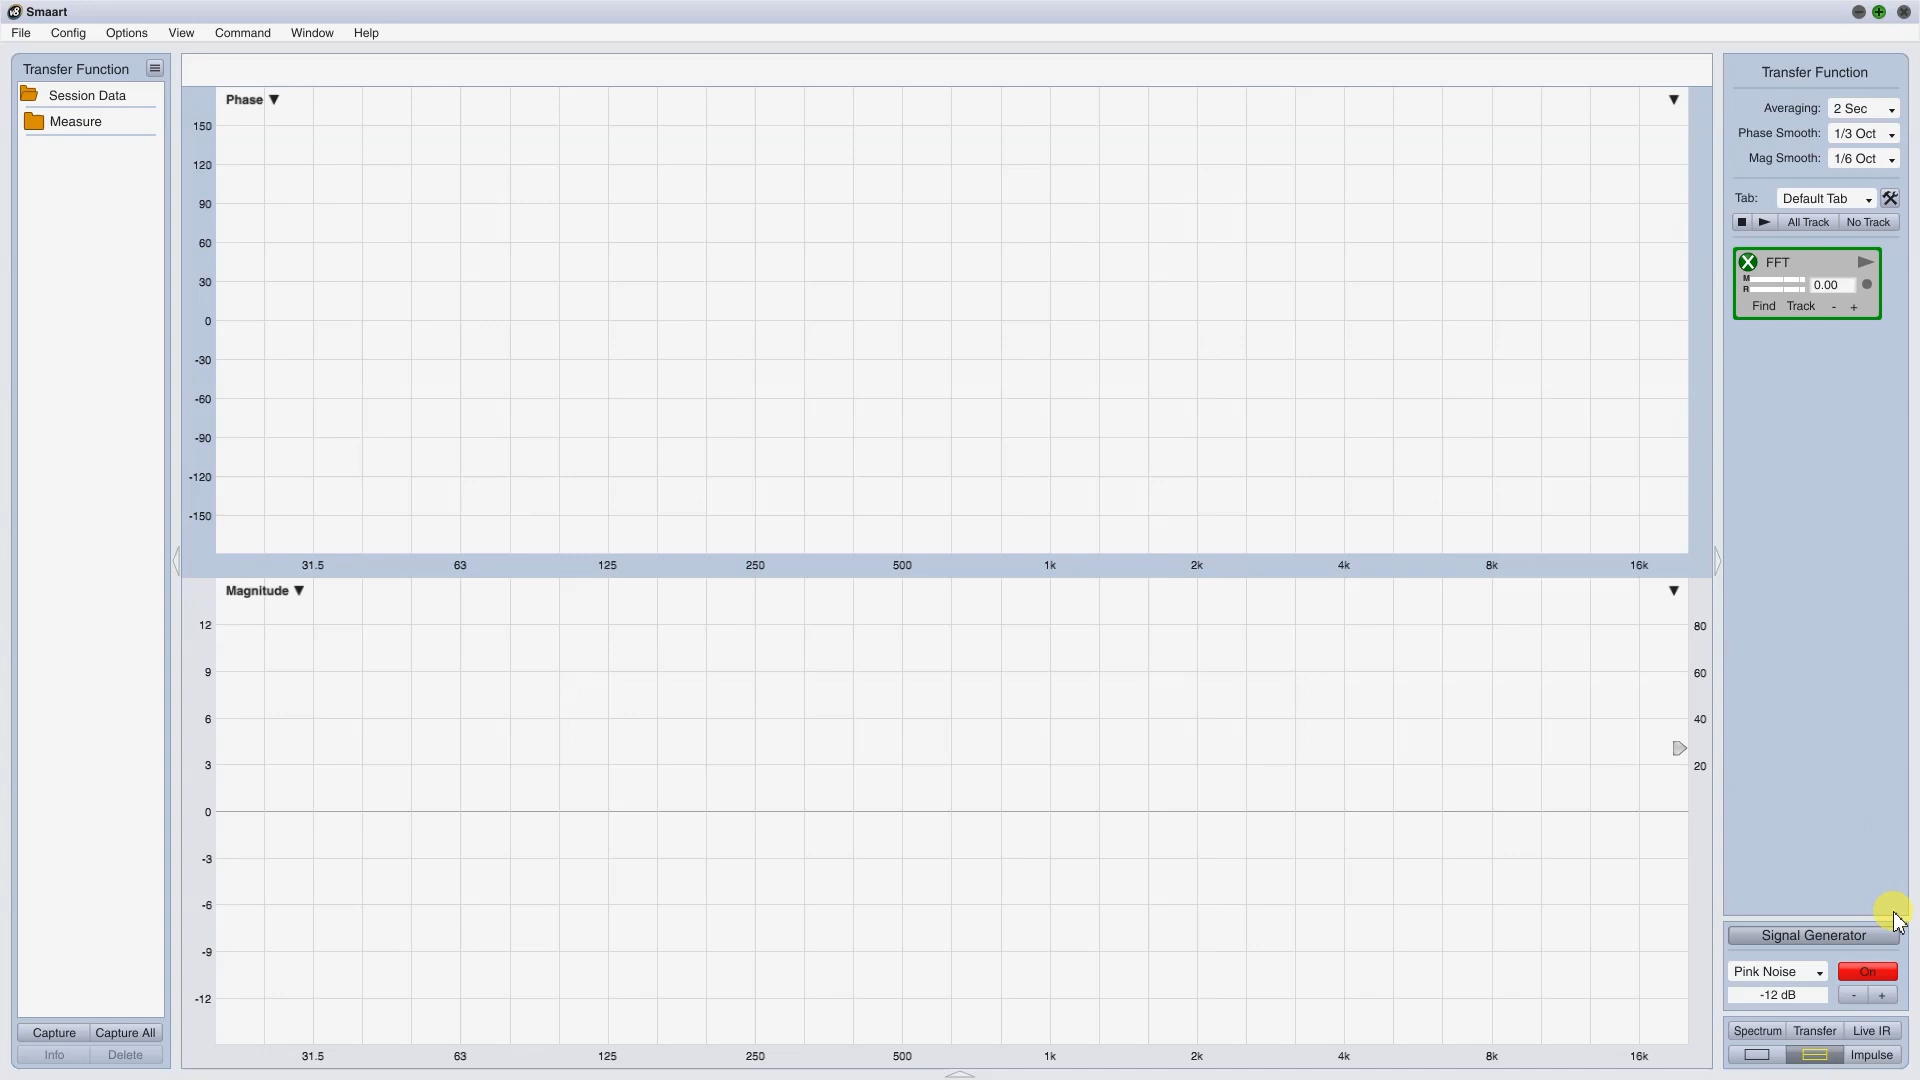 v8 Smaart
File Config Options View Command Window Help
Transfer Function
Session Data
Measure
Capture Capture All
Info Delete
Phase
150
120
90
60
30
0
-30
-60
-90
-120
-150
31.5 63 125 250 500 1k 2k 4k 8k 16k
Magnitude
12
9
6
3
0
-3
-6
-9
-12
80
60
40
20
31.5 63 125 250 500 1k 2k 4k 8k 16k
Transfer Function
Averaging: 2 Sec
Phase Smooth: 1/3 Oct
Mag Smooth: 1/6 Oct
Tab: Default Tab
All Track No Track
FFT
M
R
0.00
Find Track - +
Signal Generator
Pink Noise On
-12 dB - +
Spectrum Transfer Live IR
Impulse